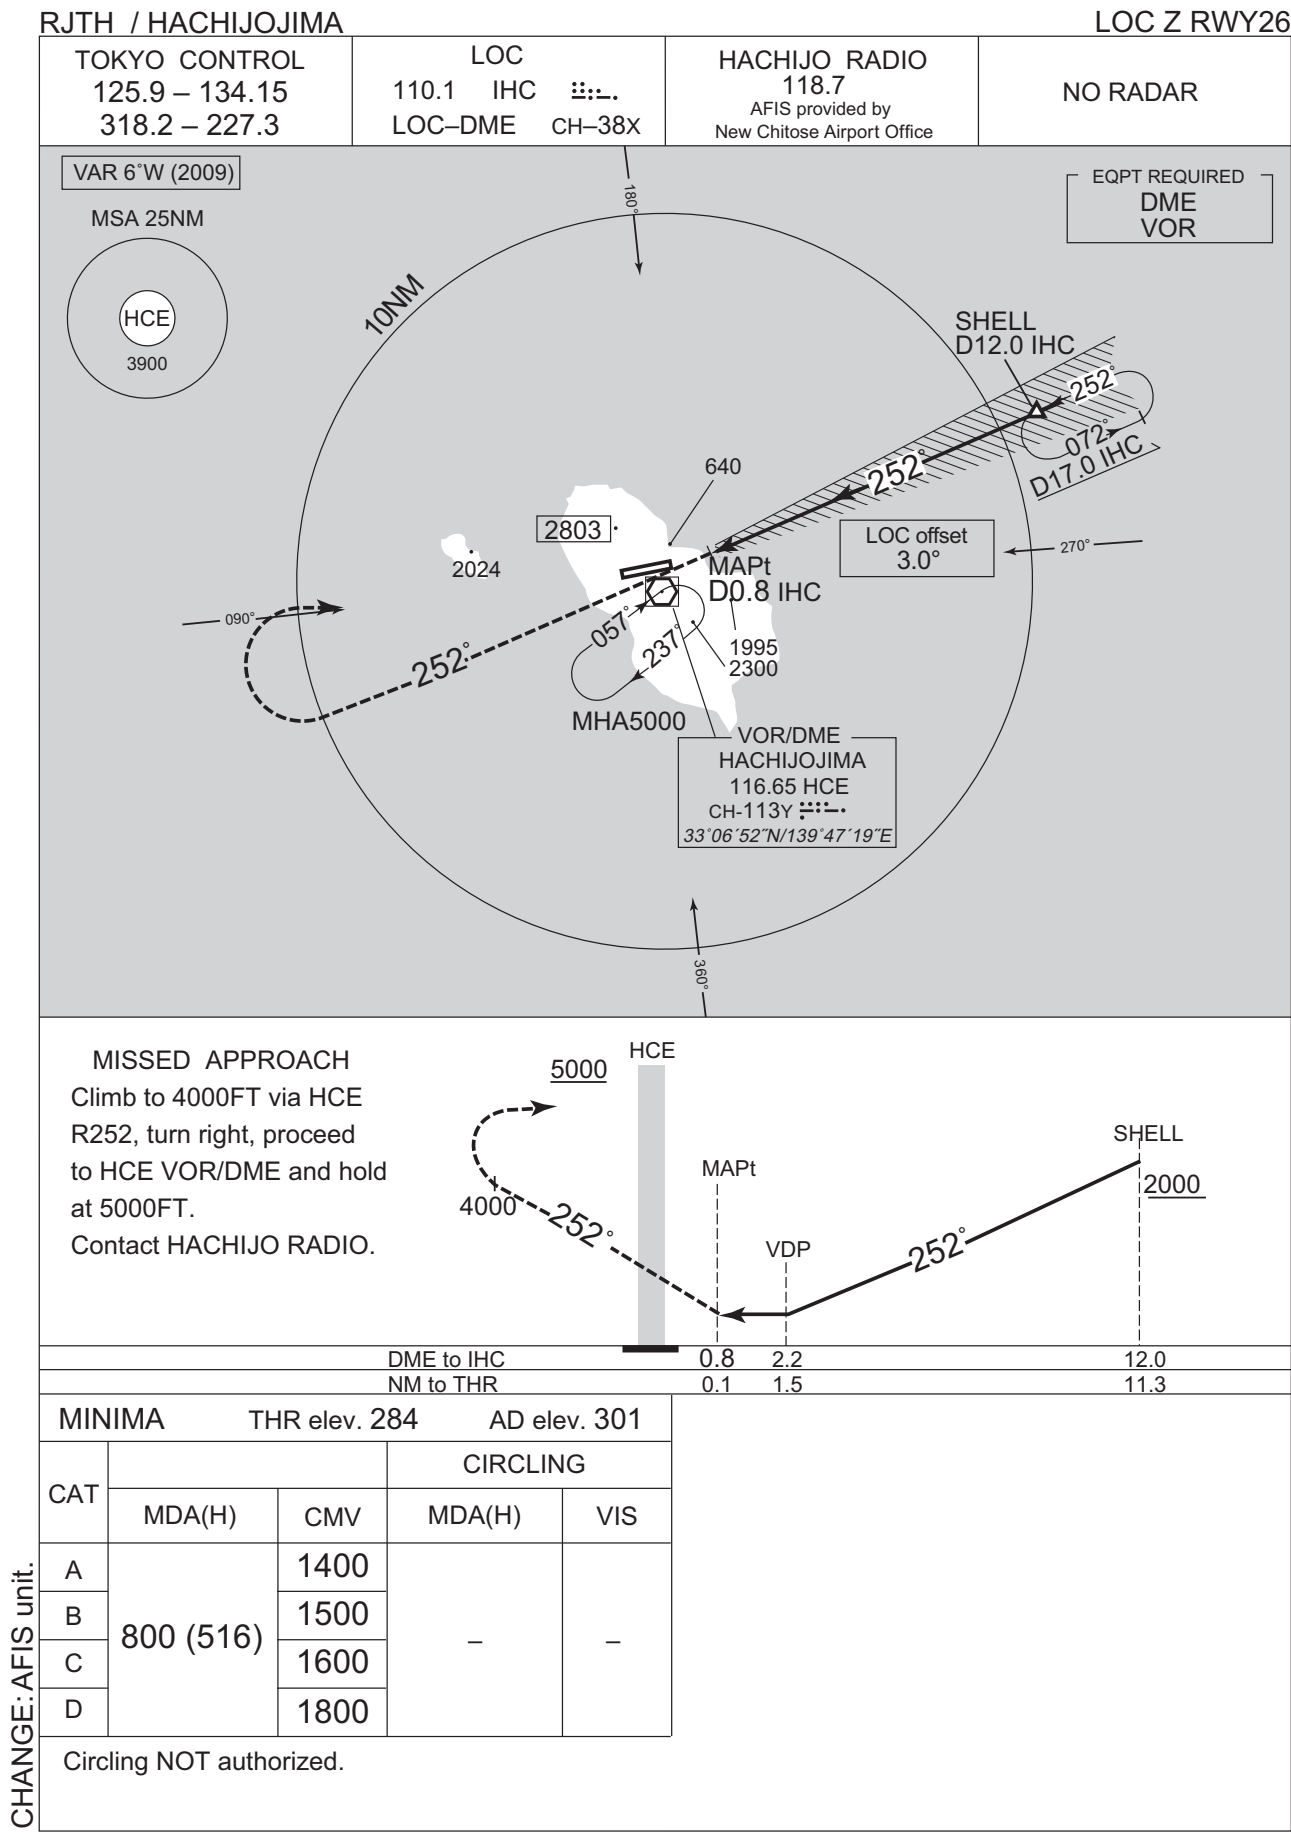 RJTH / HACHIJOJIMA
LOC Z RWY26
TOKYO CONTROL
125.9 – 134.15
318.2 – 227.3
LOC
110.1 IHC
LOC–DME CH–38X
HACHIJO RADIO
118.7
AFIS provided by
New Chitose Airport Office
NO RADAR
VAR 6°W (2009)
MSA 25NM
HCE
3900
EQPT REQUIRED
DME
VOR
180°
10NM
SHELL
D12.0 IHC
252°
072°
D17.0 IHC
252°
640
2803
LOC offset
3.0°
270°
2024
MAPt
D0.8 IHC
090°
057°
237°
252°
1995
2300
MHA5000
VOR/DME
HACHIJOJIMA
116.65 HCE
CH-113Y
33°06´52˝N/139°47´19˝E
360°
MISSED APPROACH
Climb to 4000FT via HCE
R252, turn right, proceed
to HCE VOR/DME and hold
at 5000FT.
Contact HACHIJO RADIO.
HCE
5000
SHELL
MAPt
2000
4000
252°
VDP
252°
DME to IHC 0.8 2.2 12.0
NM to THR 0.1 1.5 11.3
MINIMA THR elev. 284 AD elev. 301
CAT
CIRCLING
MDA(H) CMV MDA(H) VIS
A 1400
B 1500
800 (516) – –
C 1600
D 1800
Circling NOT authorized.
CHANGE: AFIS unit.